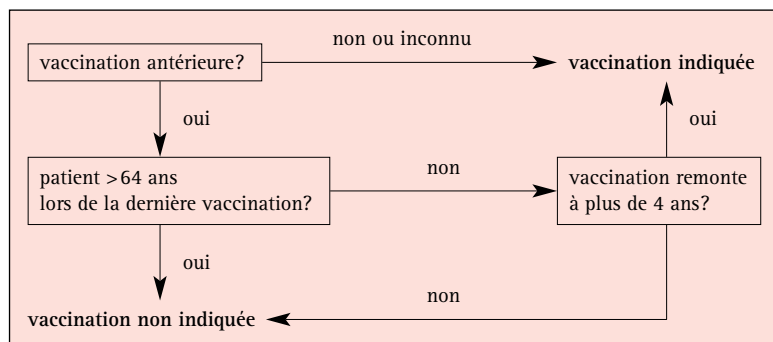 non ou inconnu
vaccination antérieure?
vaccination indiquée
oui
oui
patient >64 ans
lors de la dernière vaccination?
non
vaccination remonte
à plus de 4 ans?
oui
non
vaccination non indiquée